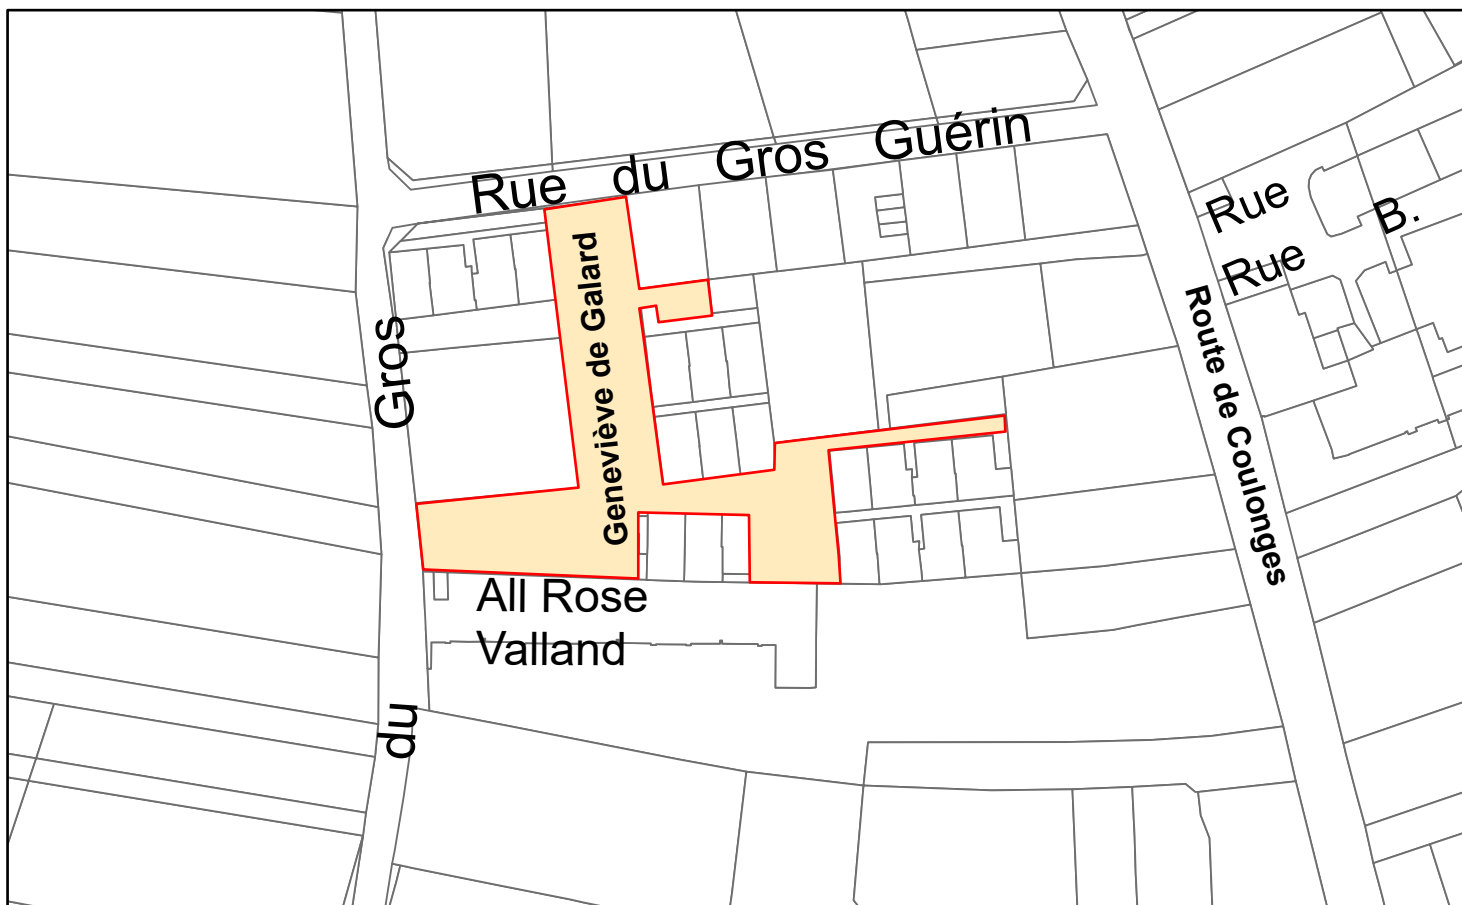 Rue du Gros Guérin
Rue
B.
Rue
Geneviève de Galard
Gros
Route de Coulonges
All Rose
Valland
du